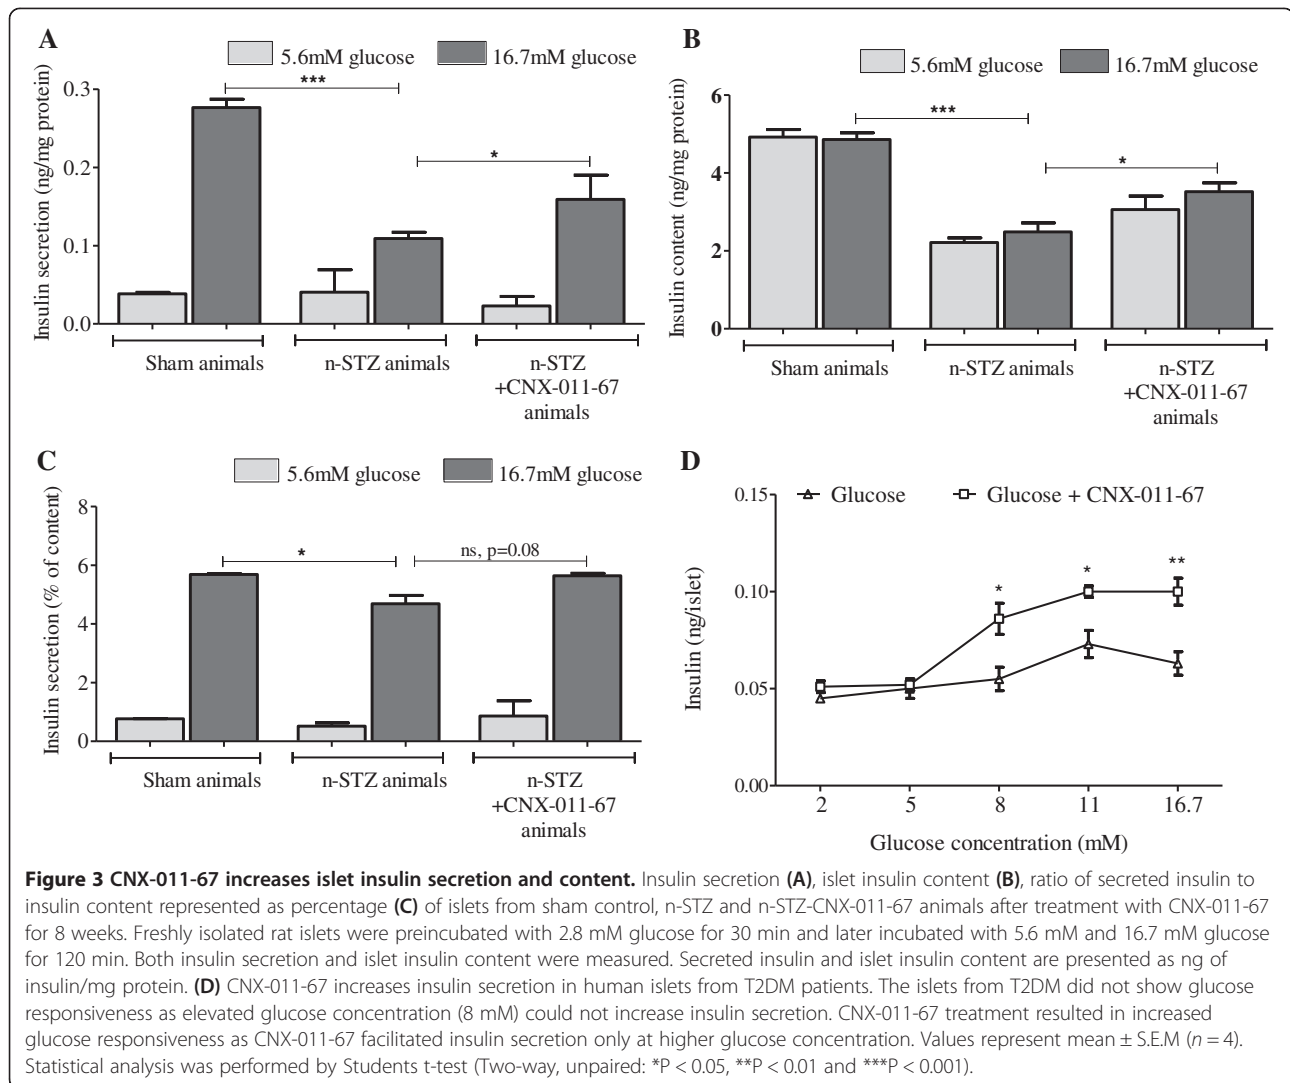 A
5.6mM glucose
16.7mM glucose
Insulin secretion (ng/mg protein)
0.3
0.2
0.1
0.0
***
*
Sham animals
n-STZ animals
n-STZ
+CNX-011-67
animals
B
5.6mM glucose
16.7mM glucose
Insulin content (ng/mg protein)
6
4
2
0
***
*
Sham animals
n-STZ animals
n-STZ
+CNX-011-67
animals
C
5.6mM glucose
16.7mM glucose
Insulin secretion (% of content)
8
6
4
2
0
*
ns, p=0.08
Sham animals
n-STZ animals
n-STZ
+CNX-011-67
animals
D
Glucose
Glucose + CNX-011-67
Insulin (ng/islet)
0.15
0.10
0.05
0.00
*
*
**
2
5
8
11
16.7
Glucose concentration (mM)
Figure 3 CNX-011-67 increases islet insulin secretion and content. Insulin secretion (A), islet insulin content (B), ratio of secreted insulin to
insulin content represented as percentage (C) of islets from sham control, n-STZ and n-STZ-CNX-011-67 animals after treatment with CNX-011-67
for 8 weeks. Freshly isolated rat islets were preincubated with 2.8 mM glucose for 30 min and later incubated with 5.6 mM and 16.7 mM glucose
for 120 min. Both insulin secretion and islet insulin content were measured. Secreted insulin and islet insulin content are presented as ng of
insulin/mg protein. (D) CNX-011-67 increases insulin secretion in human islets from T2DM patients. The islets from T2DM did not show glucose
responsiveness as elevated glucose concentration (8 mM) could not increase insulin secretion. CNX-011-67 treatment resulted in increased
glucose responsiveness as CNX-011-67 facilitated insulin secretion only at higher glucose concentration. Values represent mean ± S.E.M (n = 4).
Statistical analysis was performed by Students t-test (Two-way, unpaired: *P < 0.05, **P < 0.01 and ***P < 0.001).